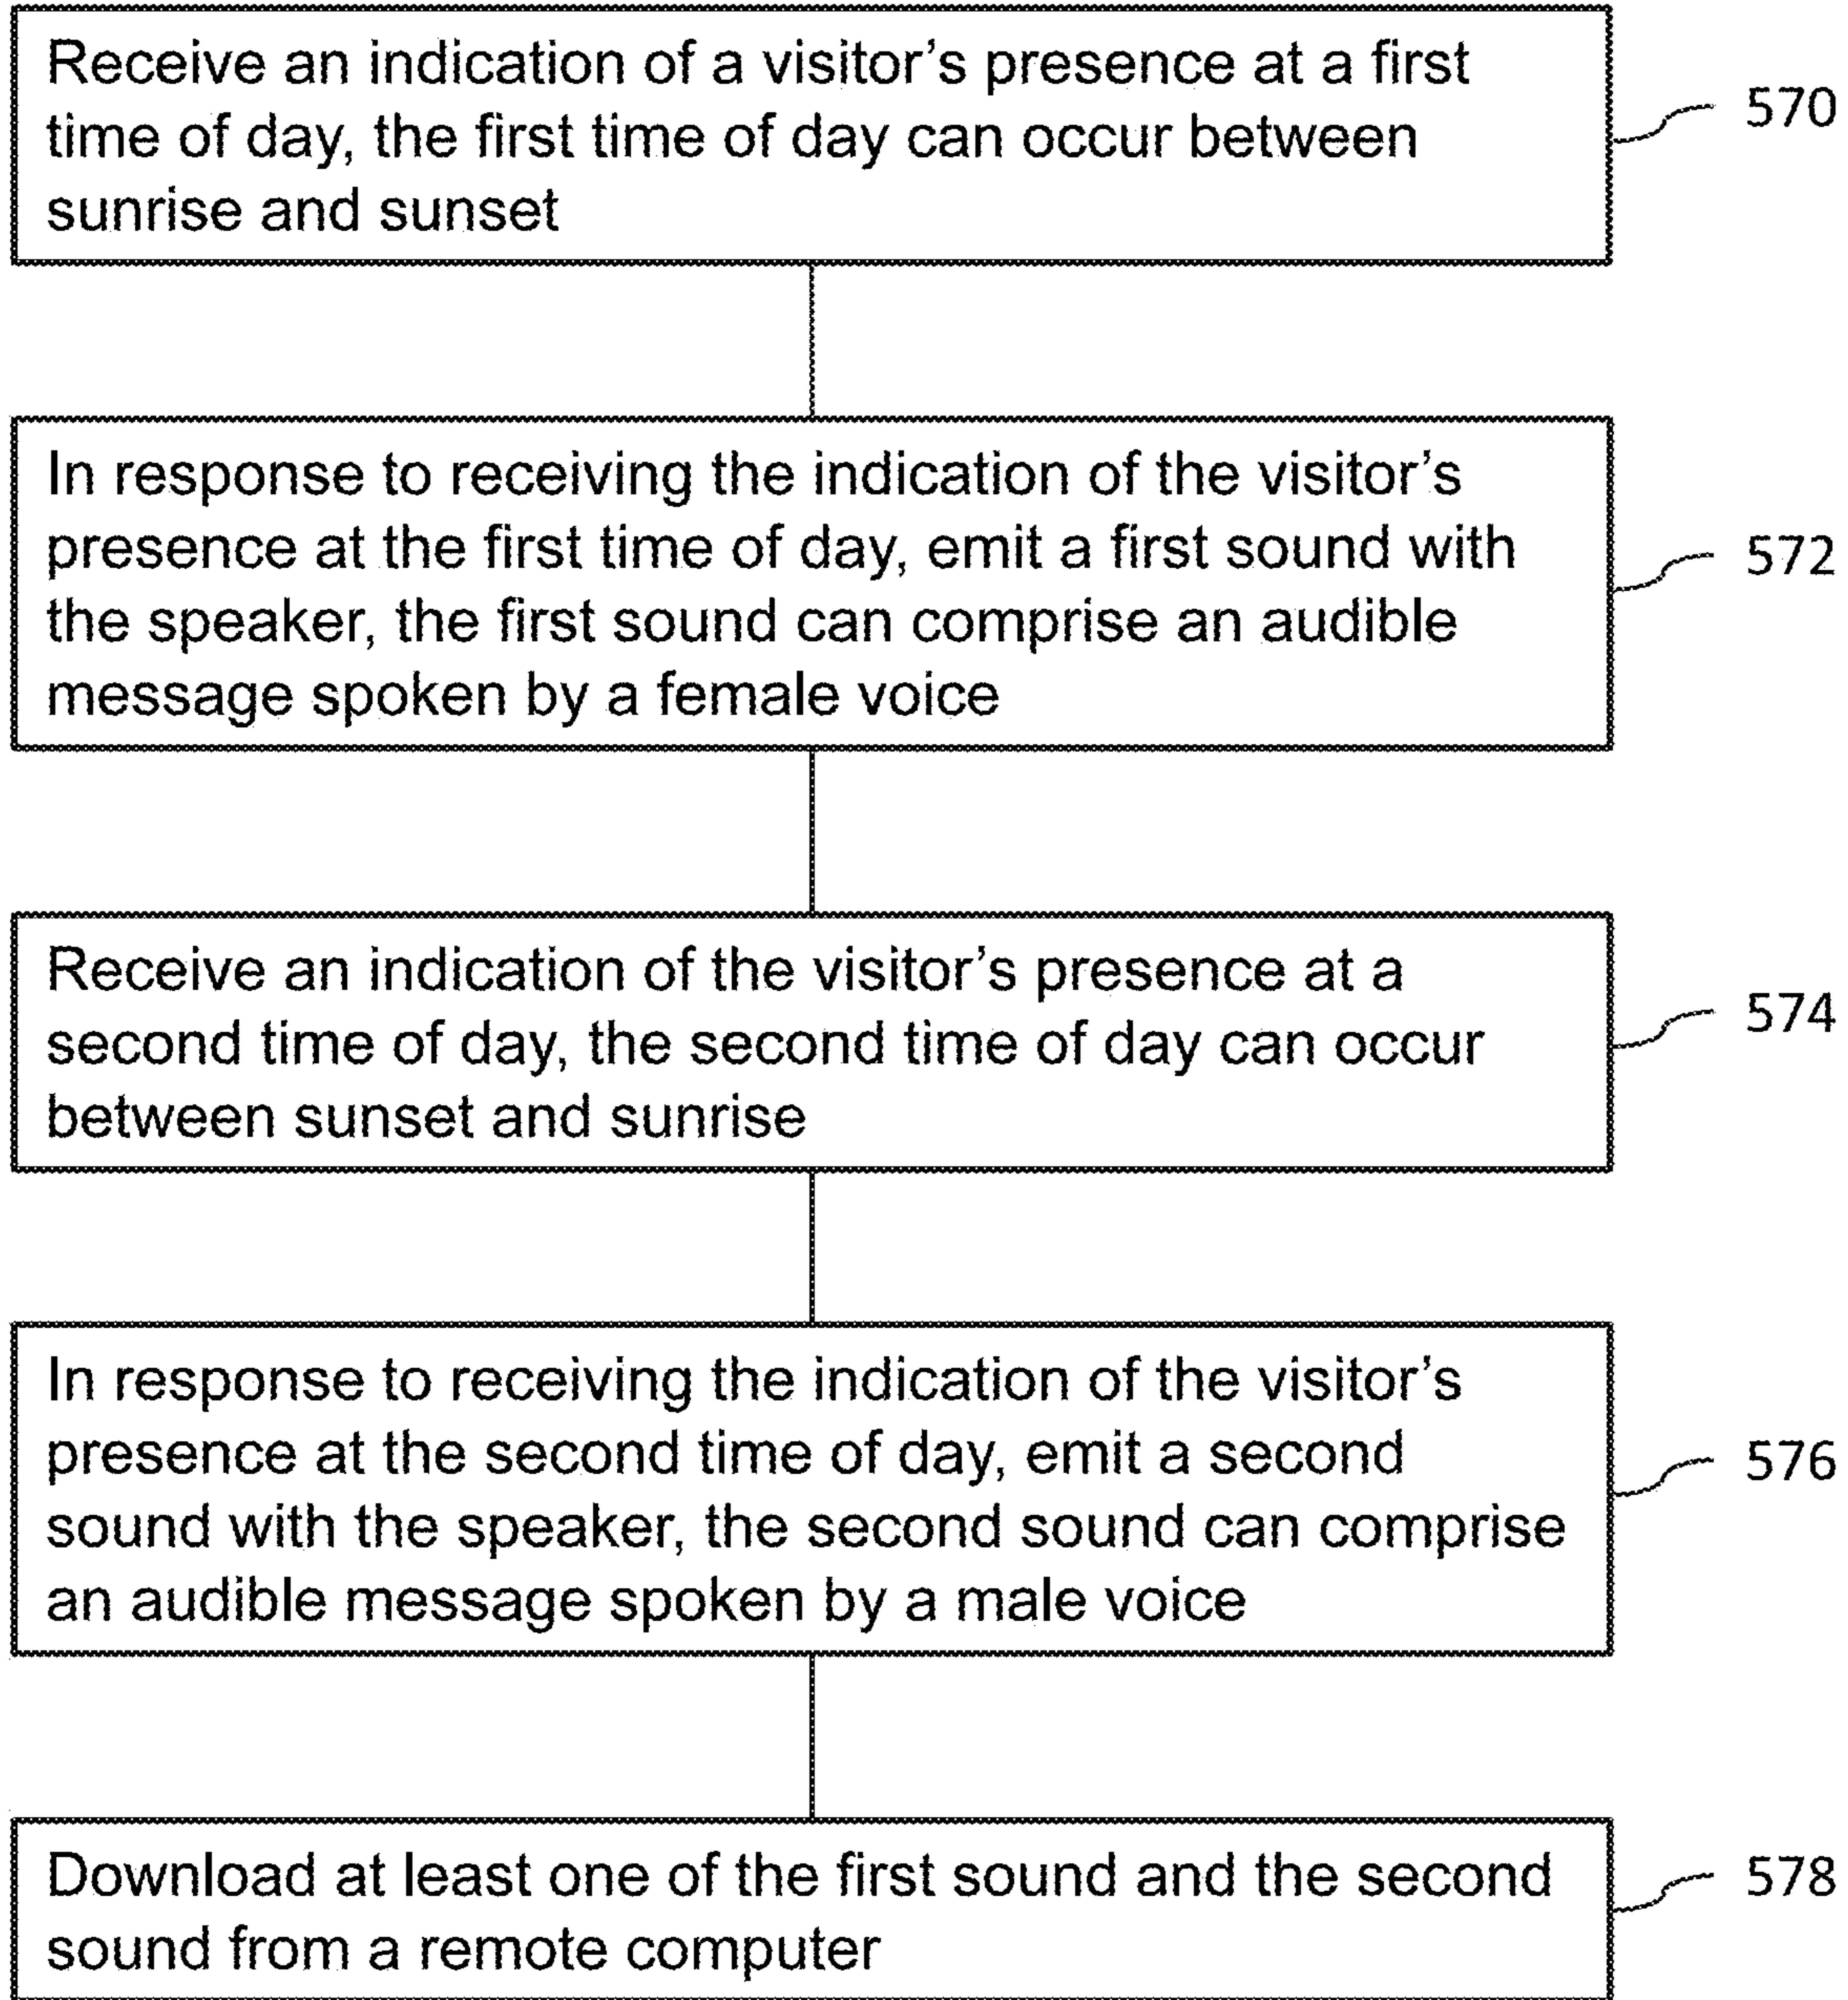 Receive an indication of a visitor's presence at a first
time of day, the first time of day can occur between
sunrise and sunset
570
In response to receiving the indication of the visitor's
presence at the first time of day, emit a first sound with
the speaker, the first sound can comprise an audible
message spoken by a female voice
572
Receive an indication of the visitor's presence at a
second time of day, the second time of day can occur
between sunset and sunrise
574
In response to receiving the indication of the visitor's
presence at the second time of day, emit a second
sound with the speaker, the second sound can comprise
an audible message spoken by a male voice
576
Download at least one of the first sound and the second
sound from a remote computer
578